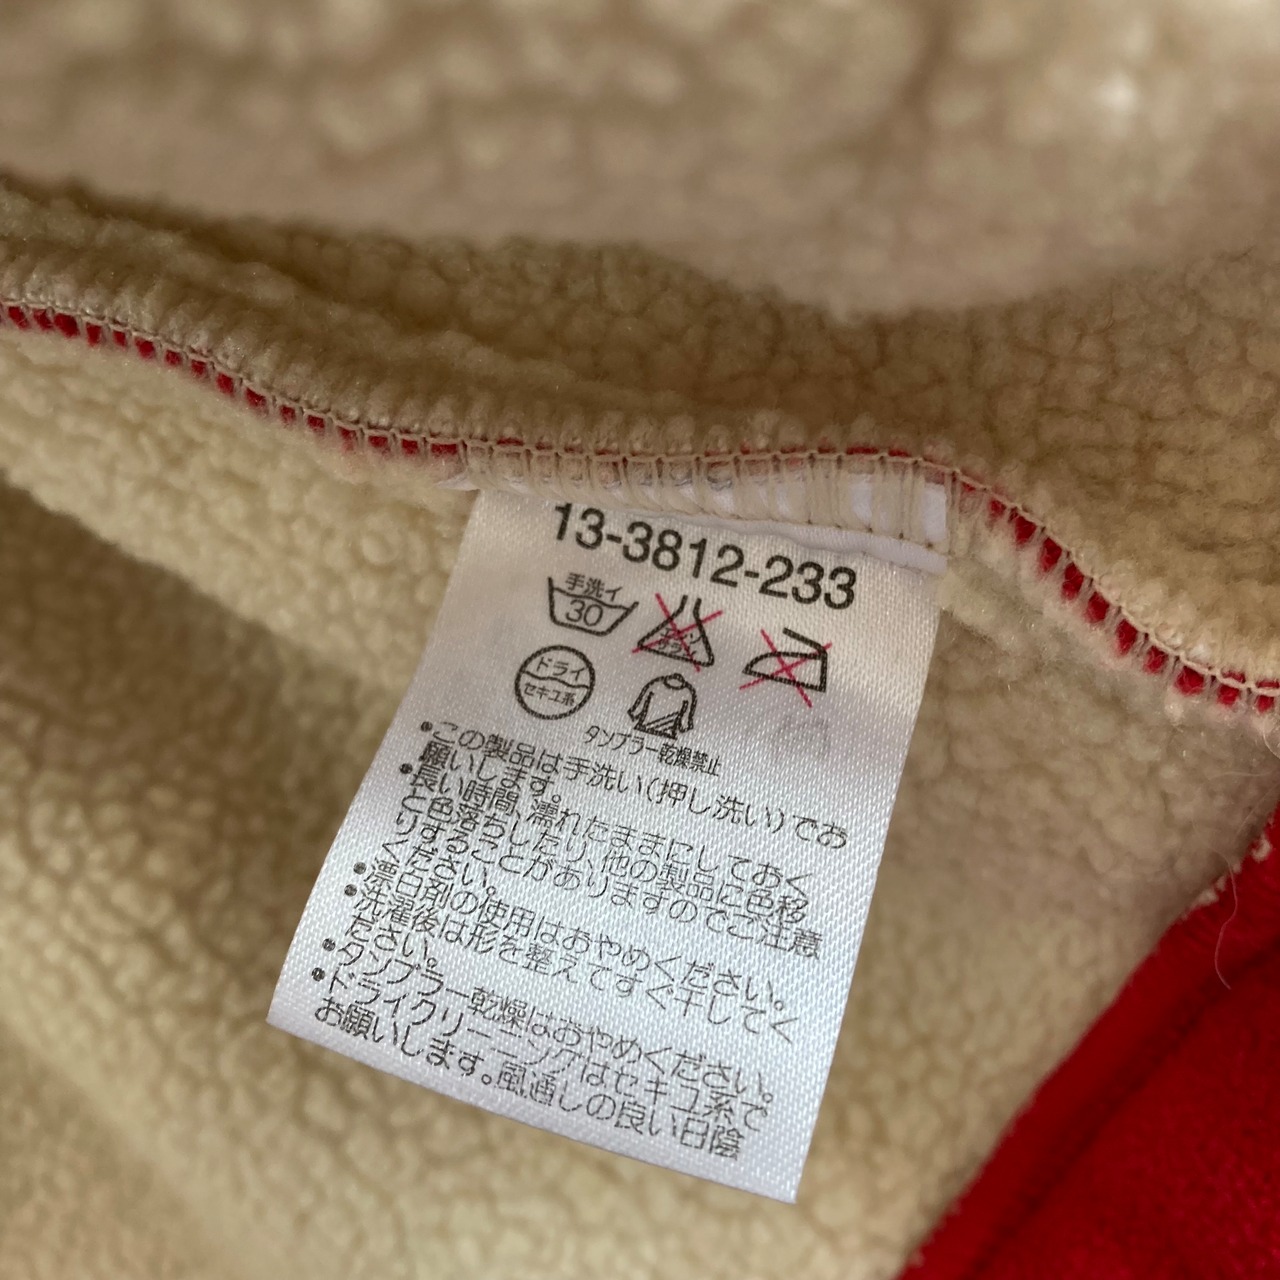 13-3812-233
手洗イ
30
エンソ
サラシ
ドライ
セキユ系
タンブラー乾燥禁止
●この製品は手洗い(押し洗い)でお
願いします。
●長い時間、濡れたままにしておく
と色落ちしたり、他の製品に色移
りすることがありますのでご注意
ください。
●漂白剤の使用はおやめください。
●洗濯後は形を整えてすぐ干してく
ださい。
●タンブラー乾燥はおやめください。
●ドライクリーニングはセキユ系で
お願いします。風通しの良い日陰